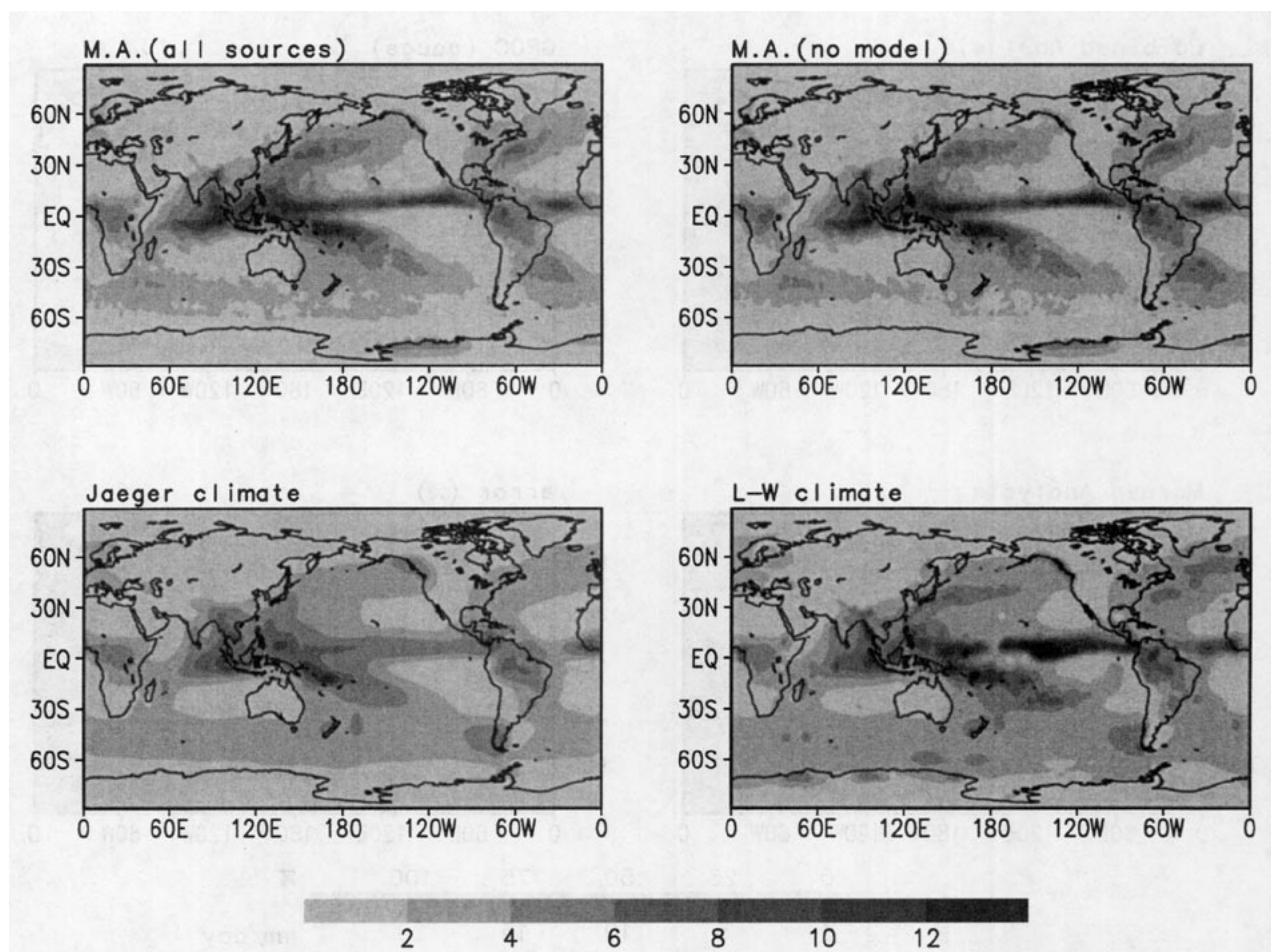 M.A.(all sources)
M.A.(no model)
60N
30N
EQ
30S
60S
0 60E 120E 180 120W 60W 0
60N
30N
EQ
30S
60S
0 60E 120E 180 120W 60W 0
Jaeger climate
L-W climate
60N
30N
EQ
30S
60S
0 60E 120E 180 120W 60W 0
60N
30N
EQ
30S
60S
0 60E 120E 180 120W 60W 0
2 4 6 8 10 12